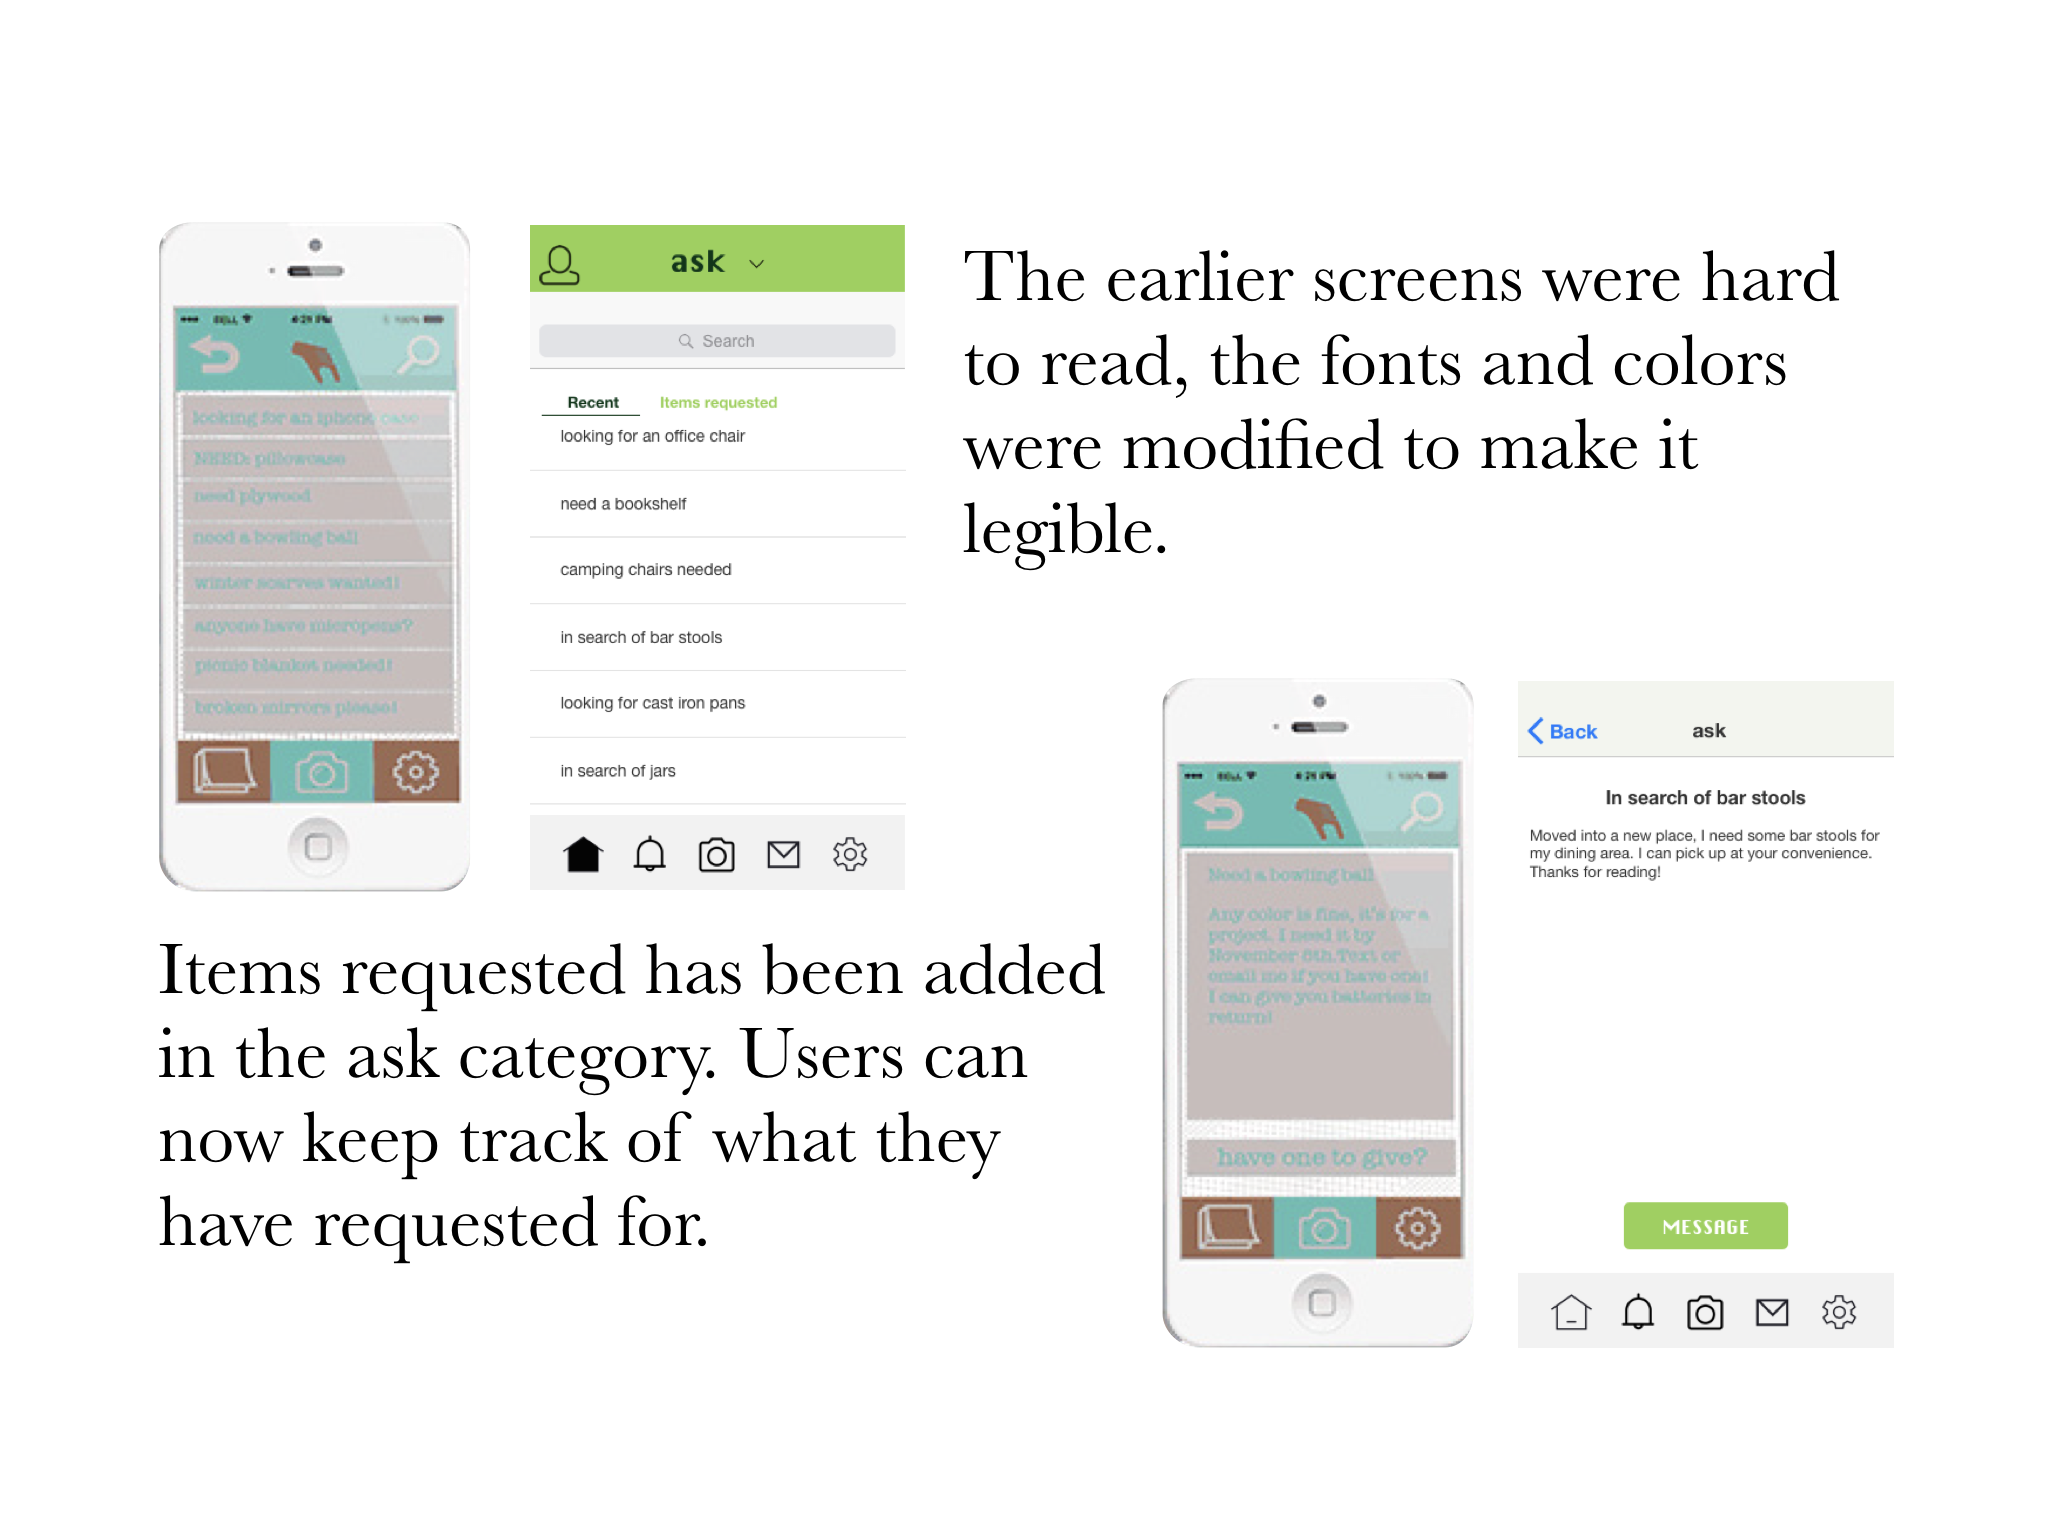 BELL 4:21 PM 100%
looking for an iphone case
NEED: pillowcase
need plywood
need a bowling ball
winter scarves wanted!
anyone have micropens?
picnic blanket needed!
broken mirrors please!
ask
Search
Recent Items requested
looking for an office chair
need a bookshelf
camping chairs needed
in search of bar stools
looking for cast iron pans
in search of jars
The earlier screens were hard
to read, the fonts and colors
were modified to make it
legible.
Items requested has been added
in the ask category. Users can
now keep track of what they
have requested for.
BELL 4:21 PM 100%
Need a bowling ball
Any color is fine, it's for a
project. I need it by
November 6th. Text or
email me if you have one!
I can give you batteries in
return!
have one to give?
Back ask
In search of bar stools
Moved into a new place, I need some bar stools for
my dining area. I can pick up at your convenience.
Thanks for reading!
MESSAGE